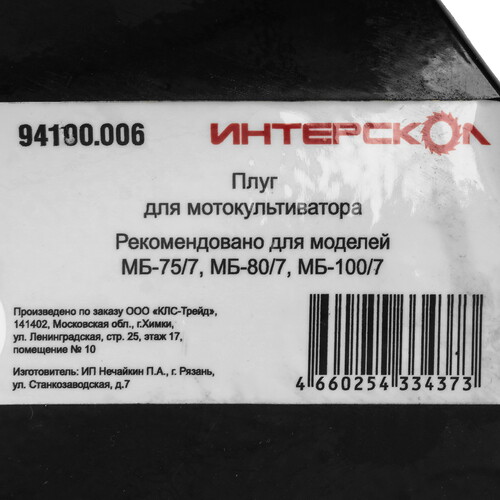 94100.006 ИНТЕРСКОЛ
Плуг
для мотокультиватора
Рекомендовано для моделей
МБ-75/7, МБ-80/7, МБ-100/7
Произведено по заказу ООО «КЛС-Трейд»,
141402, Московская обл., г.Химки,
ул. Ленинградская, стр. 25, этаж 17,
помещение № 10
Изготовитель: ИП Нечайкин П.А., г. Рязань,
ул. Станкозаводская, д.7
4 660254 334373